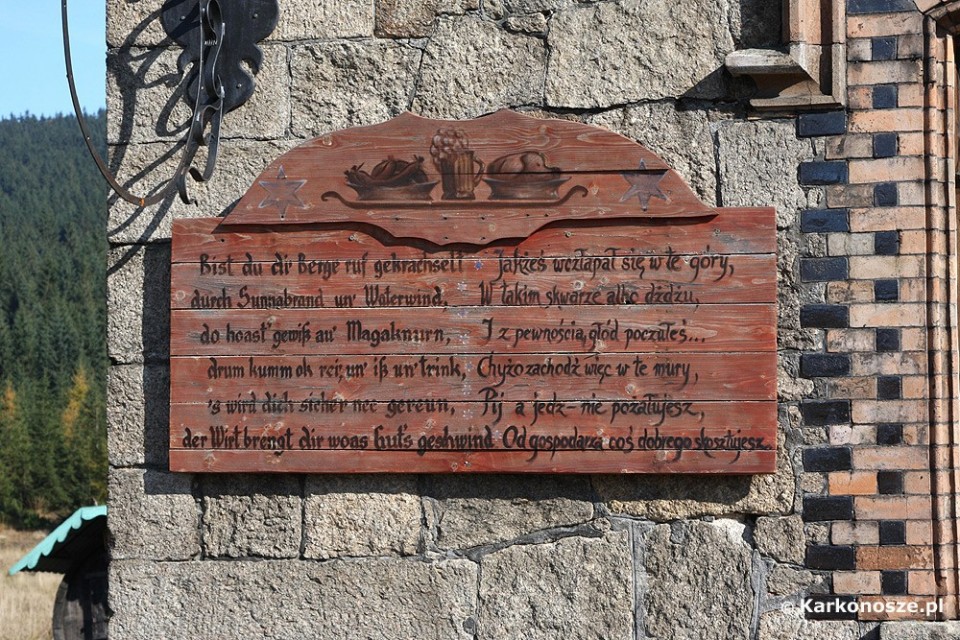 Bist du dir Berge ruf gekrachselt
durch Sunnabrand un' Waterwind,
do hoast' gewiß au' Magaknurn,
drum kumm ok rei, un' iß un' trink,
's wird dich sicher nee gereun,
der Wirt brengt dir woas Gut's geshwind.
Jakżeś wczłapał się w te góry,
W takim skwarze albo dżdżu,
I z pewnością głód poczułeś...
Chyżo zachodź więc w te mury,
Pij a jedz - nie pożałujesz,
Od gospodarza coś dobrego skosztujesz.
© Karkonosze.pl